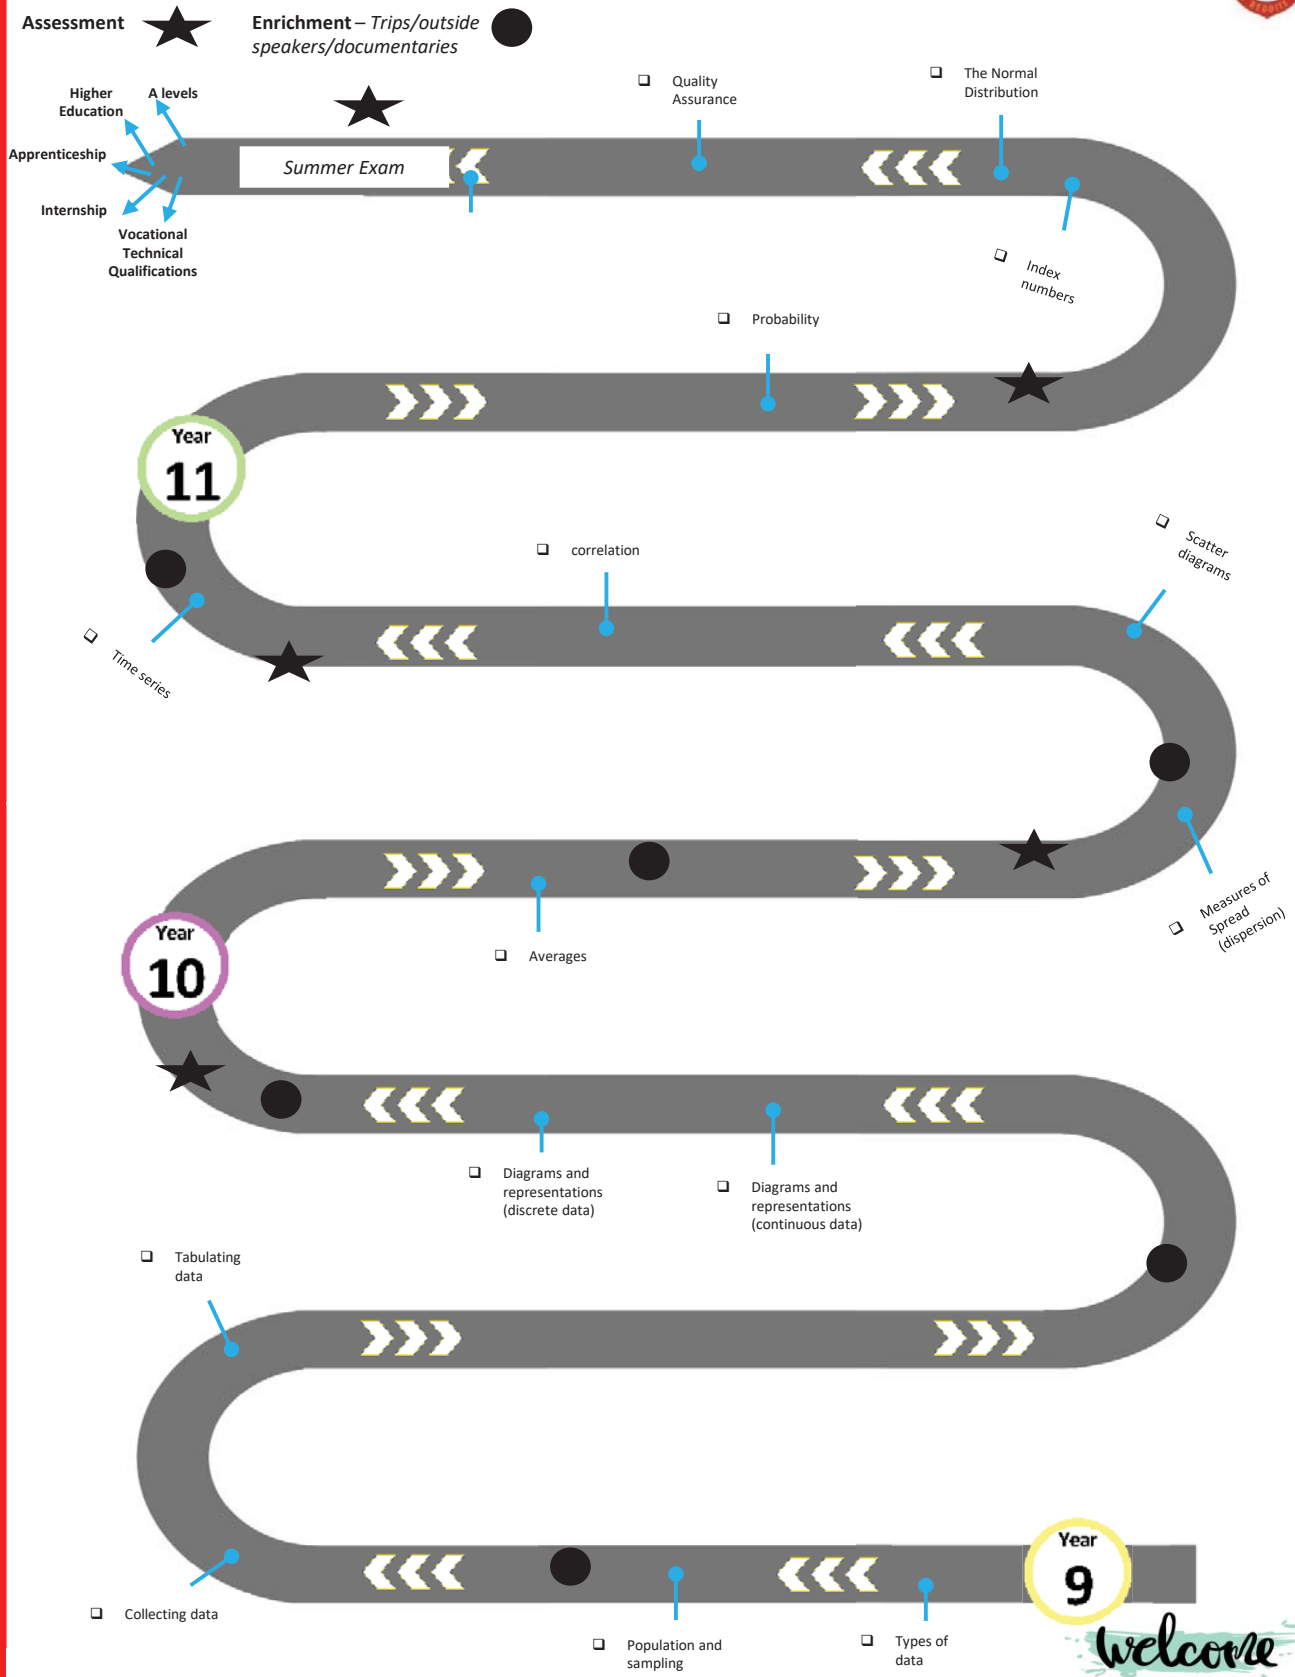 Assessment
Enrichment – Trips/outside
speakers/documentaries
Higher
Education
A levels
Apprenticeship
Internship
Vocational
Technical
Qualifications
Summer Exam
Quality
Assurance
The Normal
Distribution
Index
numbers
Probability
Year
11
correlation
Scatter
diagrams
Time series
Measures of
Spread
(dispersion)
Averages
Year
10
Diagrams and
representations
(discrete data)
Diagrams and
representations
(continuous data)
Tabulating
data
Collecting data
Population and
sampling
Types of
data
Year
9
welcome